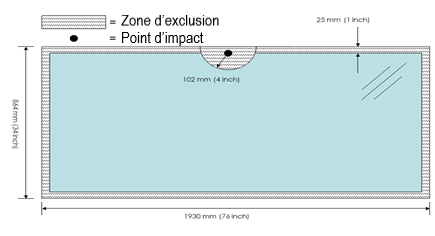 = Zone d'exclusion
= Point d'impact
25 mm (1 inch)
102 mm (4 inch)
864 mm (34 inch)
1930 mm (76 inch)